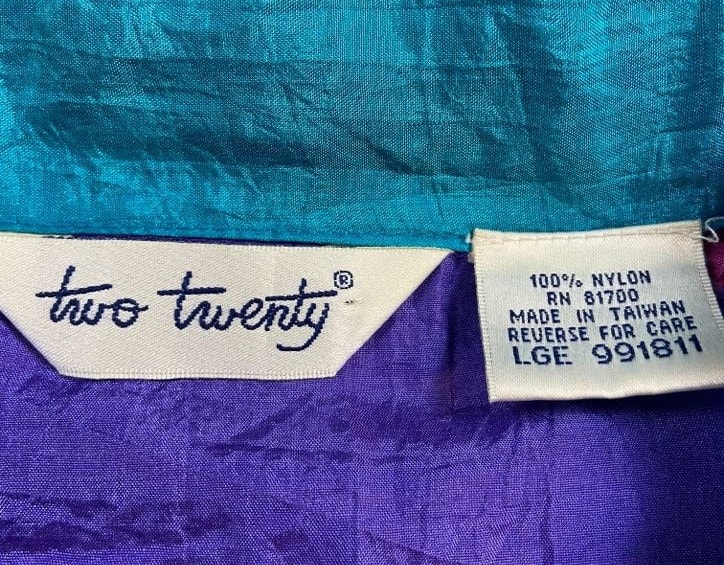 two twenty®
100% NYLON
RN 81700
MADE IN TAIWAN
REVERSE FOR CARE
LGE 991811